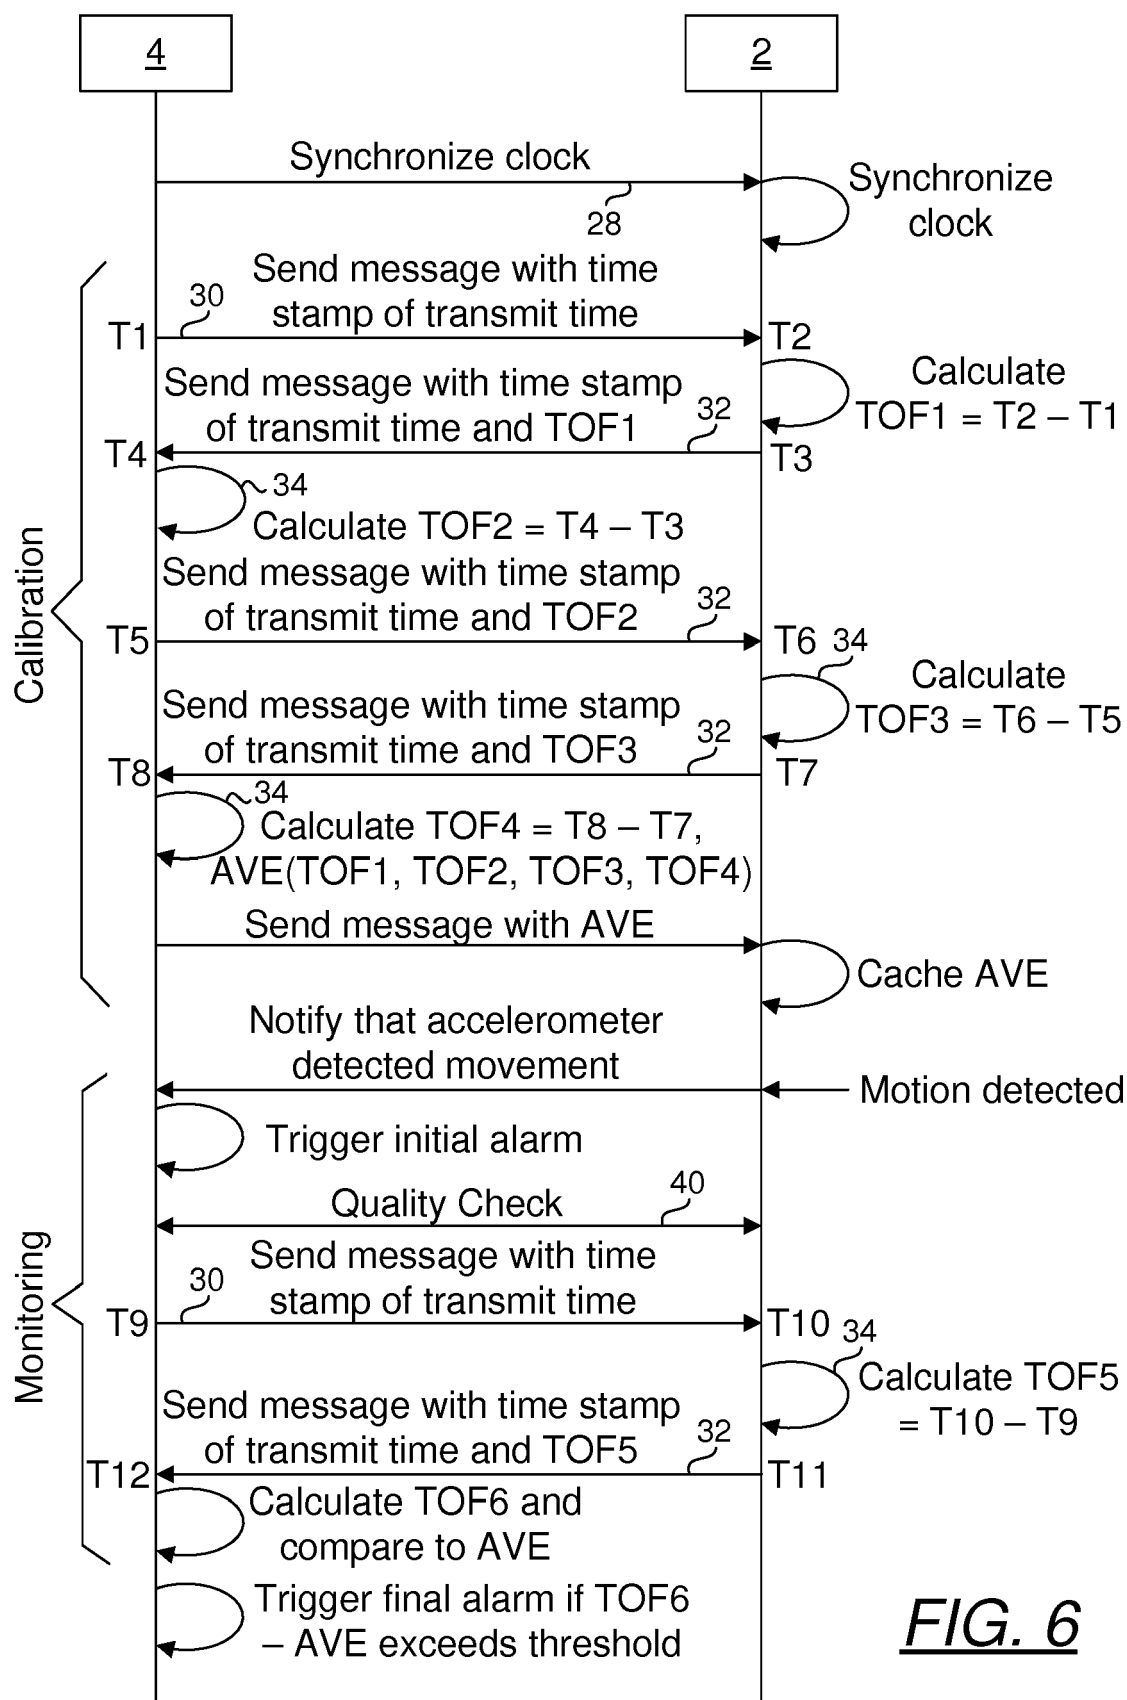 4
2
Synchronize clock
28
Synchronize
clock
Send message with time
stamp of transmit time
30
T1
T2
Calculate
TOF1 = T2 – T1
Send message with time stamp
of transmit time and TOF1
32
T4
T3
34
Calculate TOF2 = T4 – T3
Send message with time stamp
of transmit time and TOF2
32
T5
T6
34
Calculate
TOF3 = T6 – T5
Send message with time stamp
of transmit time and TOF3
32
T8
T7
34
Calculate TOF4 = T8 – T7,
AVE(TOF1, TOF2, TOF3, TOF4)
Send message with AVE
Cache AVE
Calibration
Notify that accelerometer
detected movement
Motion detected
Trigger initial alarm
Quality Check
40
Send message with time
stamp of transmit time
30
T9
T10
34
Calculate TOF5
= T10 – T9
Send message with time stamp
of transmit time and TOF5
32
T12
T11
Calculate TOF6 and
compare to AVE
Monitoring
Trigger final alarm if TOF6
– AVE exceeds threshold
FIG. 6